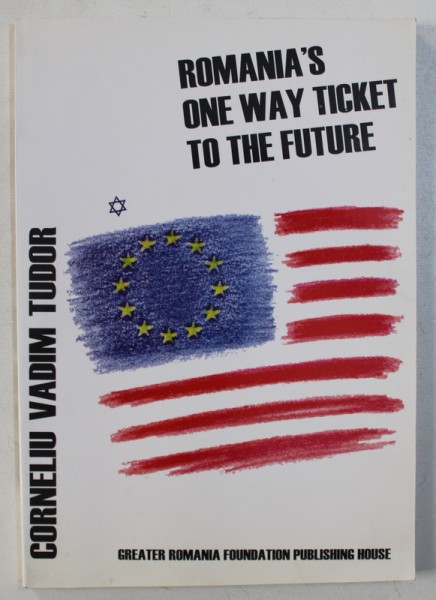 ROMANIA'S
ONE WAY TICKET
TO THE FUTURE
CORNELIU VADIM TUDOR
GREATER ROMANIA FOUNDATION PUBLISHING HOUSE